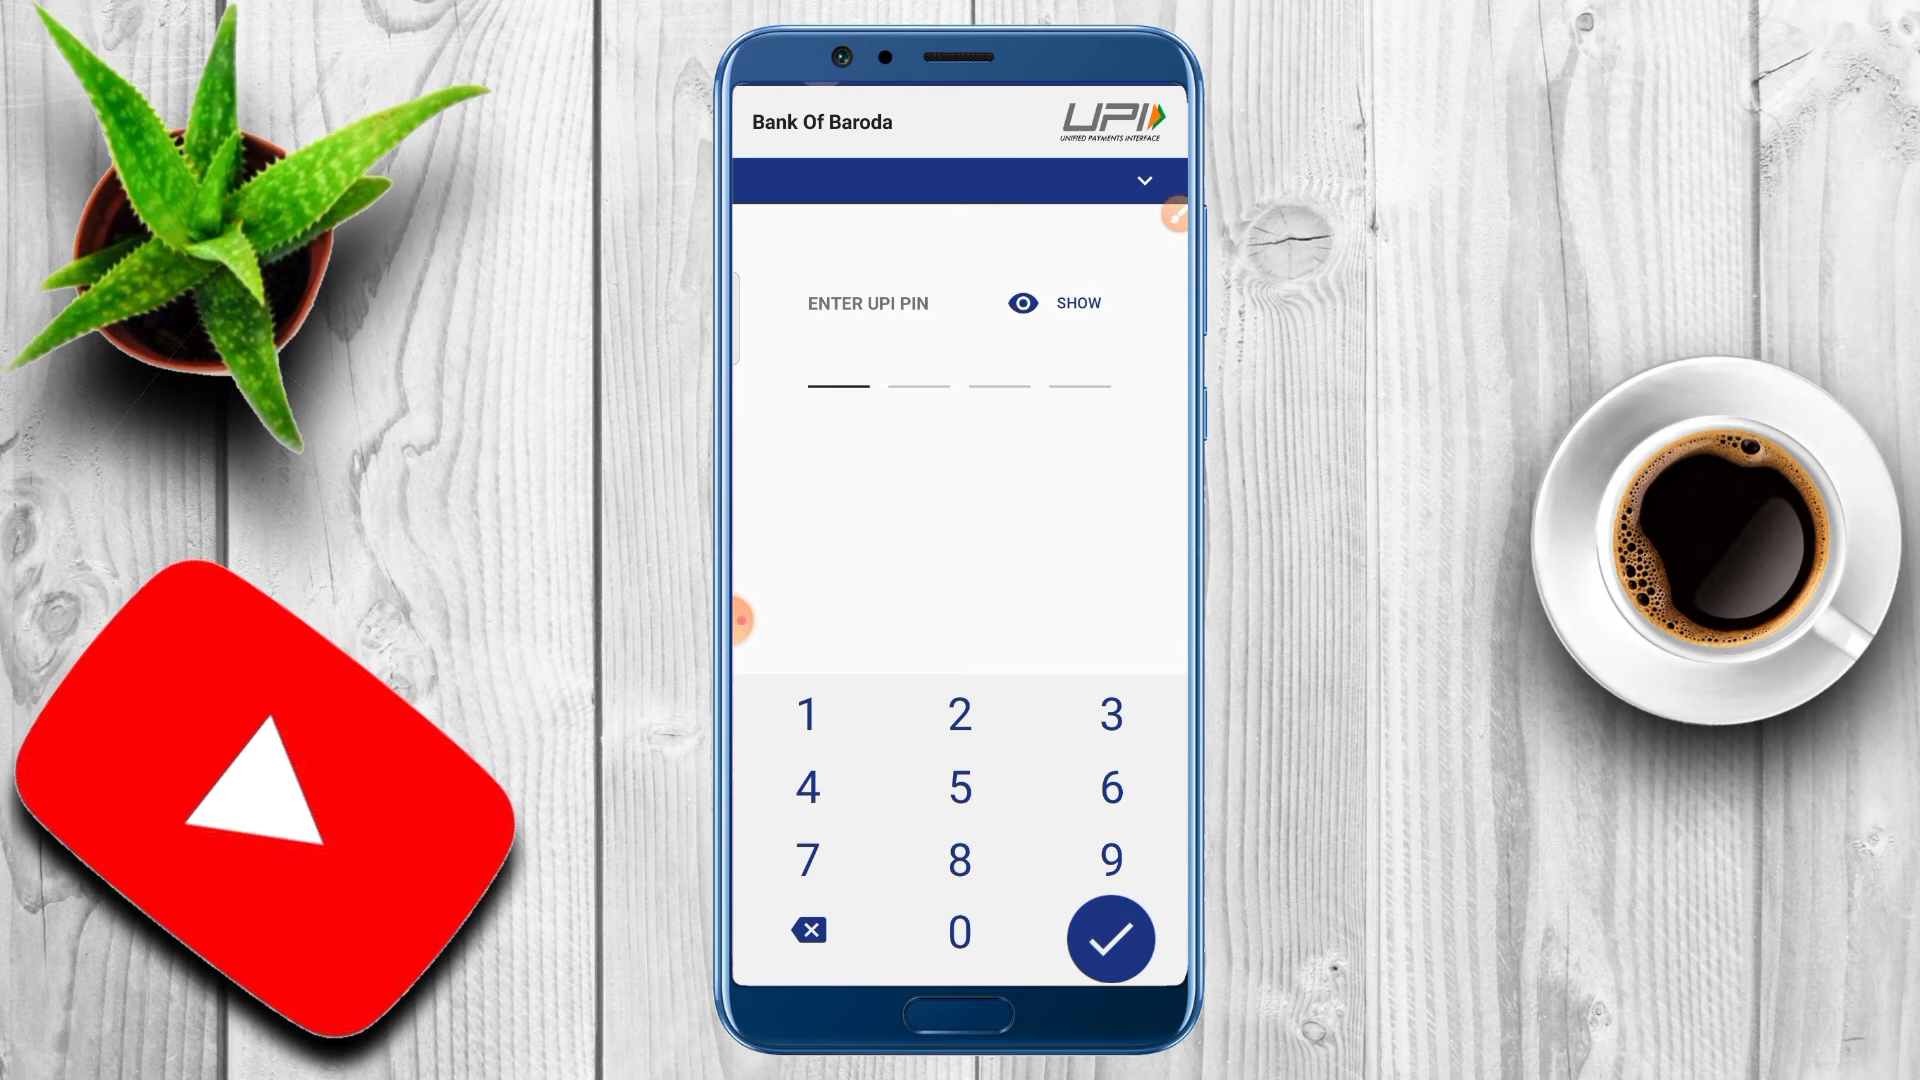 Bank Of Baroda
UPI
UNIFIED PAYMENTS INTERFACE
ENTER UPI PIN
SHOW
1 2 3
4 5 6
7 8 9
0